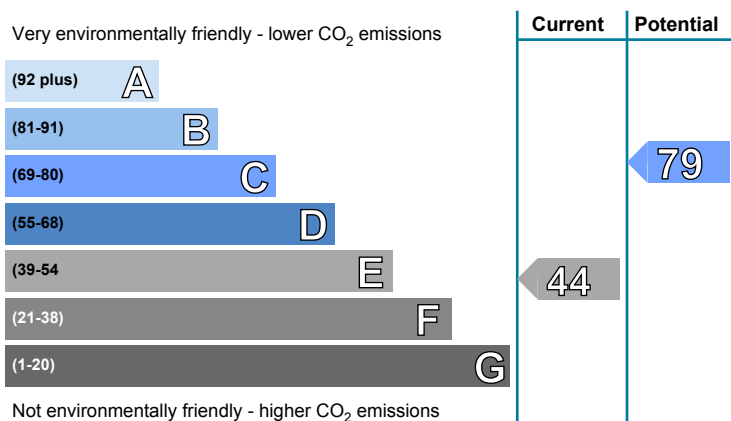 Very environmentally friendly - lower CO2 emissions
Current
Potential
(92 plus) A
(81-91) B
(69-80) C
79
(55-68) D
(39-54 E
44
(21-38) F
(1-20) G
Not environmentally friendly - higher CO2 emissions